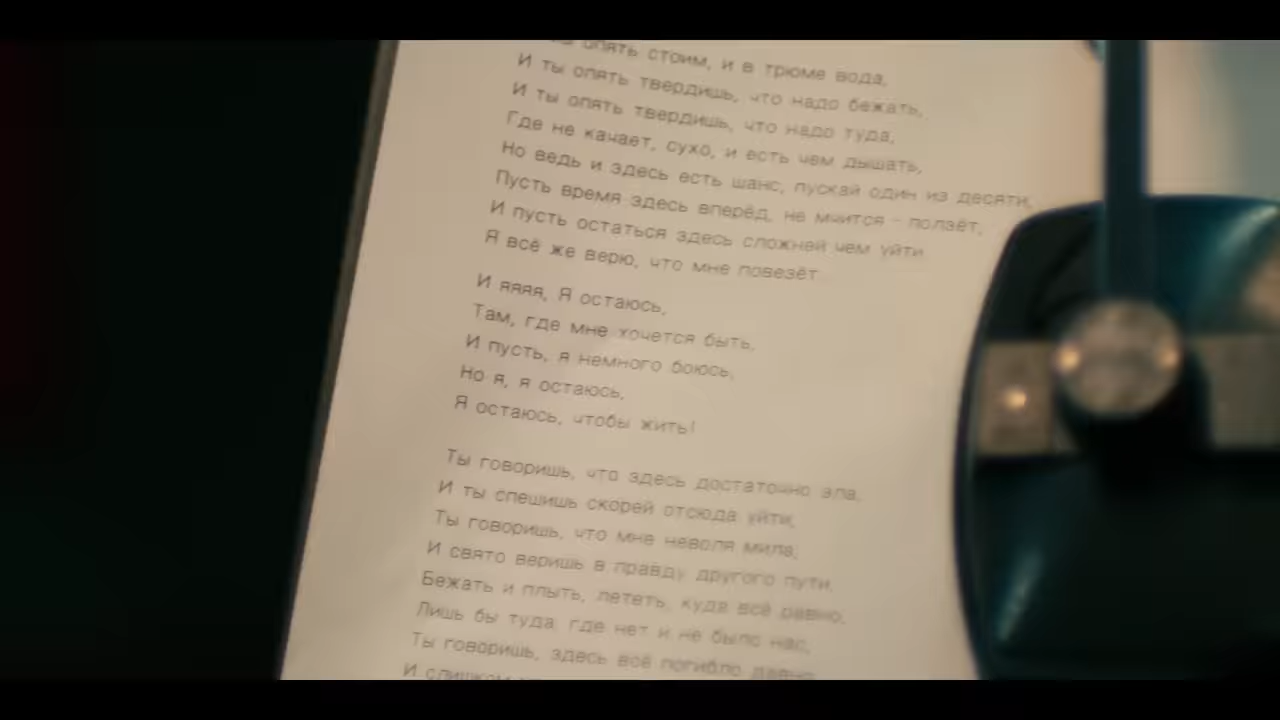 опять стоим, и в трюме вода,
И ты опять твердишь, что надо бежать,
И ты опять твердишь, что надо туда,
Где не качает, сухо, и есть чем дышать,
Но ведь и здесь есть шанс, пускай один из десяти,
Пусть время здесь вперёд, не мчится - ползёт,
И пусть остаться здесь сложней чем уйти
Я всё же верю, что мне повезёт
И яяяя, Я остаюсь,
Там, где мне хочется быть,
И пусть, я немного боюсь,
Но я, я остаюсь,
Я остаюсь, чтобы жить!
Ты говоришь, что здесь достаточно зла,
И ты спешишь скорей отсюда уйти,
Ты говоришь, что мне неволя мила,
И свято веришь в правду другого пути,
Бежать и плыть, лететь, куда всё равно,
Лишь бы туда, где нет и не было нас,
Ты говоришь, здесь всё погибло давно
И слишком